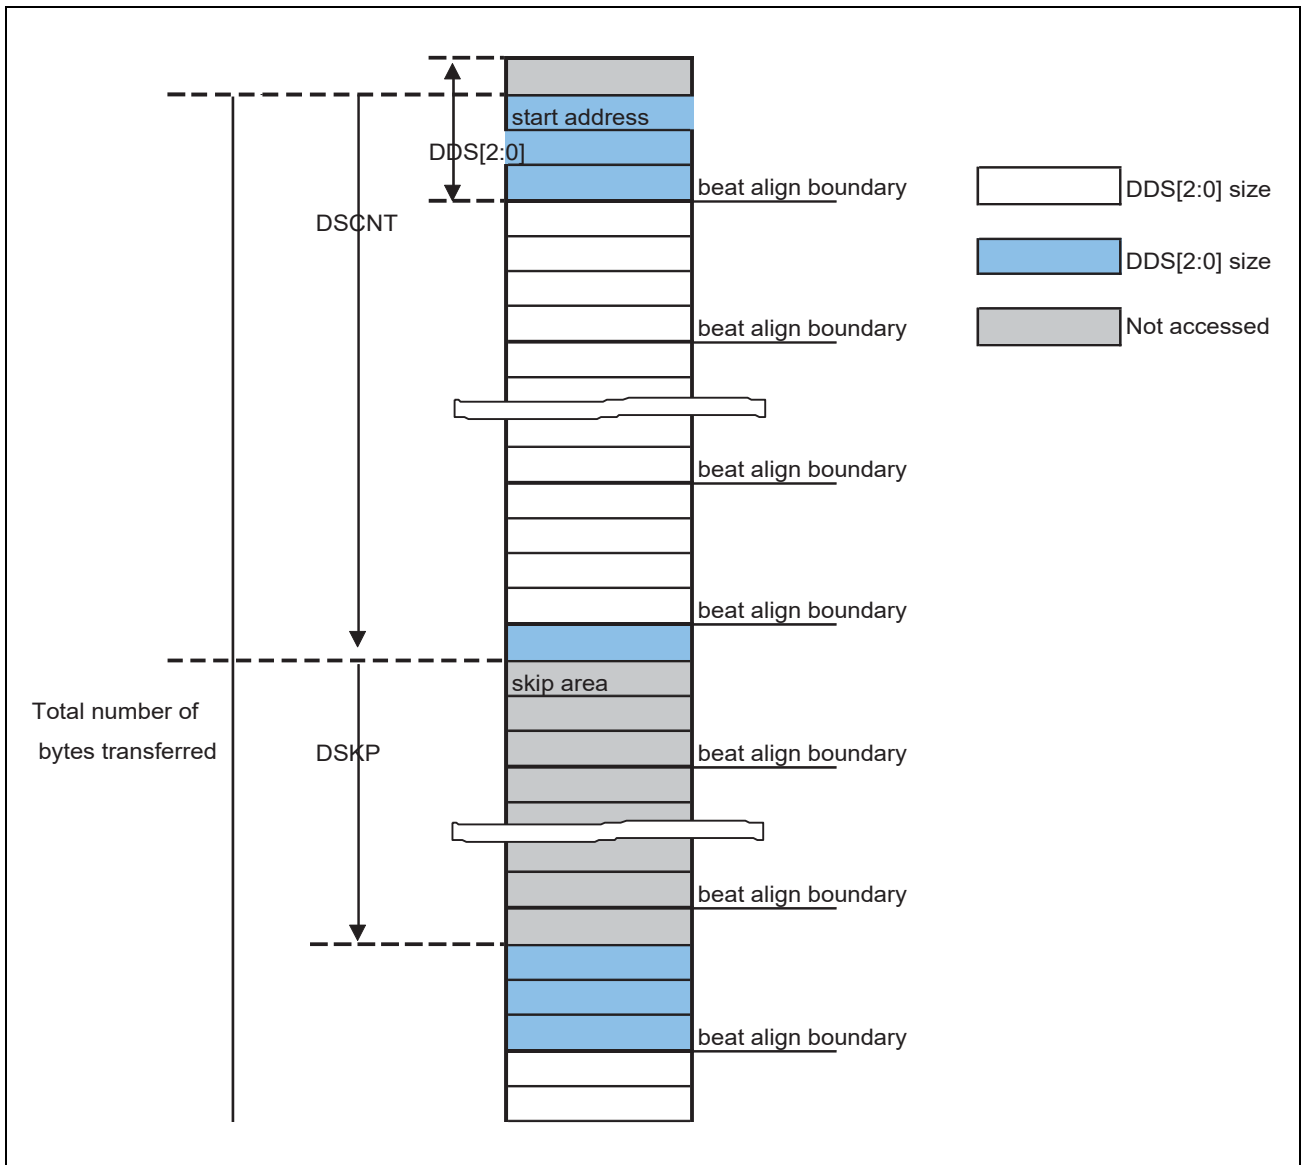 start address
DDS[2:0]
beat align boundary
DDS[2:0] size
DSCNT
DDS[2:0] size
beat align boundary
Not accessed
beat align boundary
beat align boundary
skip area
Total number of
bytes transferred
DSKP
beat align boundary
beat align boundary
beat align boundary